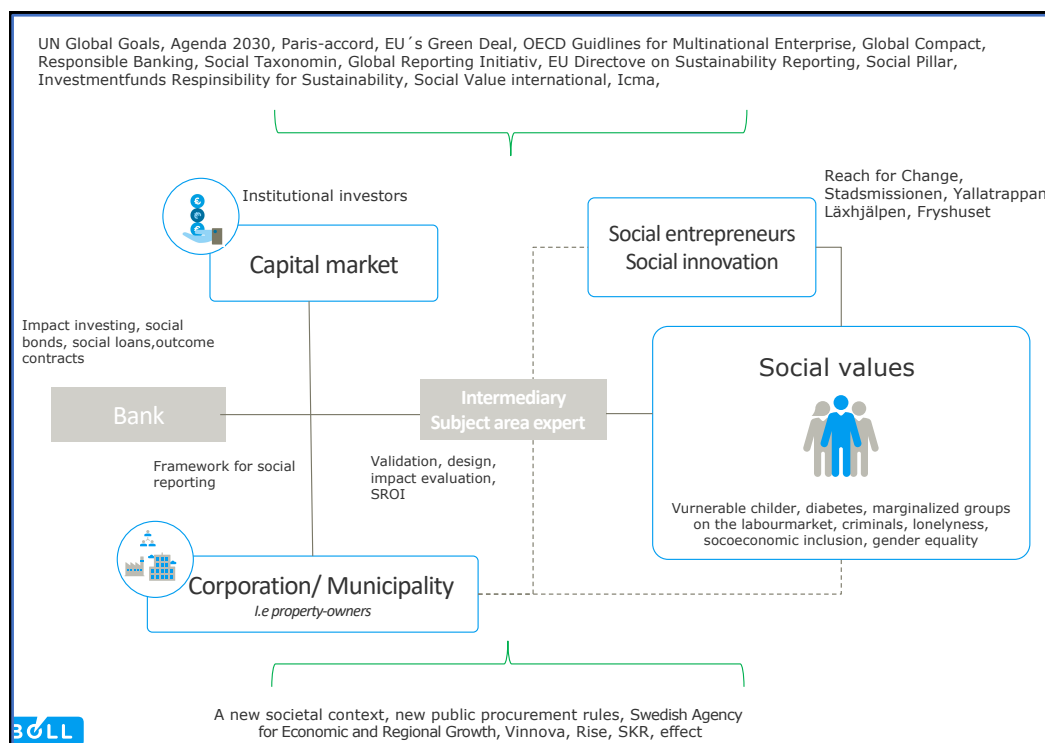 UN Global Goals, Agenda 2030, Paris-accord, EU´s Green Deal, OECD Guidlines for Multinational Enterprise, Global Compact,
Responsible Banking, Social Taxonomin, Global Reporting Initiativ, EU Directove on Sustainability Reporting, Social Pillar,
Investmentfunds Respinsibility for Sustainability, Social Value international, Icma,
Institutional investors
Capital market
Reach for Change,
Stadsmissionen, Yallatrappan
Läxhjälpen, Fryshuset
Social entrepreneurs
Social innovation
Impact investing, social
bonds, social loans,outcome
contracts
Bank
Intermediary
Subject area expert
Social values
Framework for social
reporting
Validation, design,
impact evaluation,
SROI
Vurnerable childer, diabetes, marginalized groups
on the labourmarket, criminals, lonelyness,
socoeconomic inclusion, gender equality
Corporation/ Municipality
I.e property-owners
A new societal context, new public procurement rules, Swedish Agency
for Economic and Regional Growth, Vinnova, Rise, SKR, effect